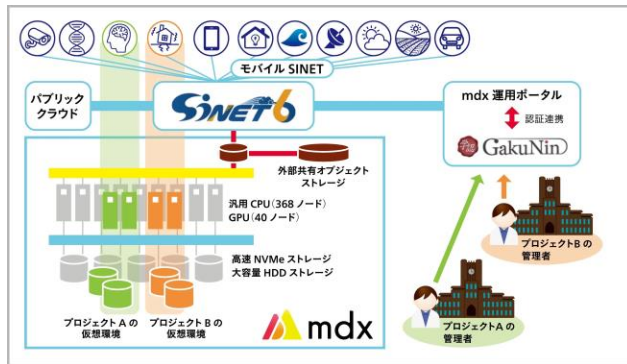 モバイル SINET
パブリック
クラウド
SiNET6
mdx 運用ポータル
認証連携
GakuNin
外部共有オブジェクト
ストレージ
汎用 CPU（368 ノード）
GPU（40 ノード）
高速 NVMe ストレージ
大容量 HDD ストレージ
プロジェクト A の
仮想環境
プロジェクト B の
仮想環境
mdx
プロジェクトBの
管理者
プロジェクトAの
管理者